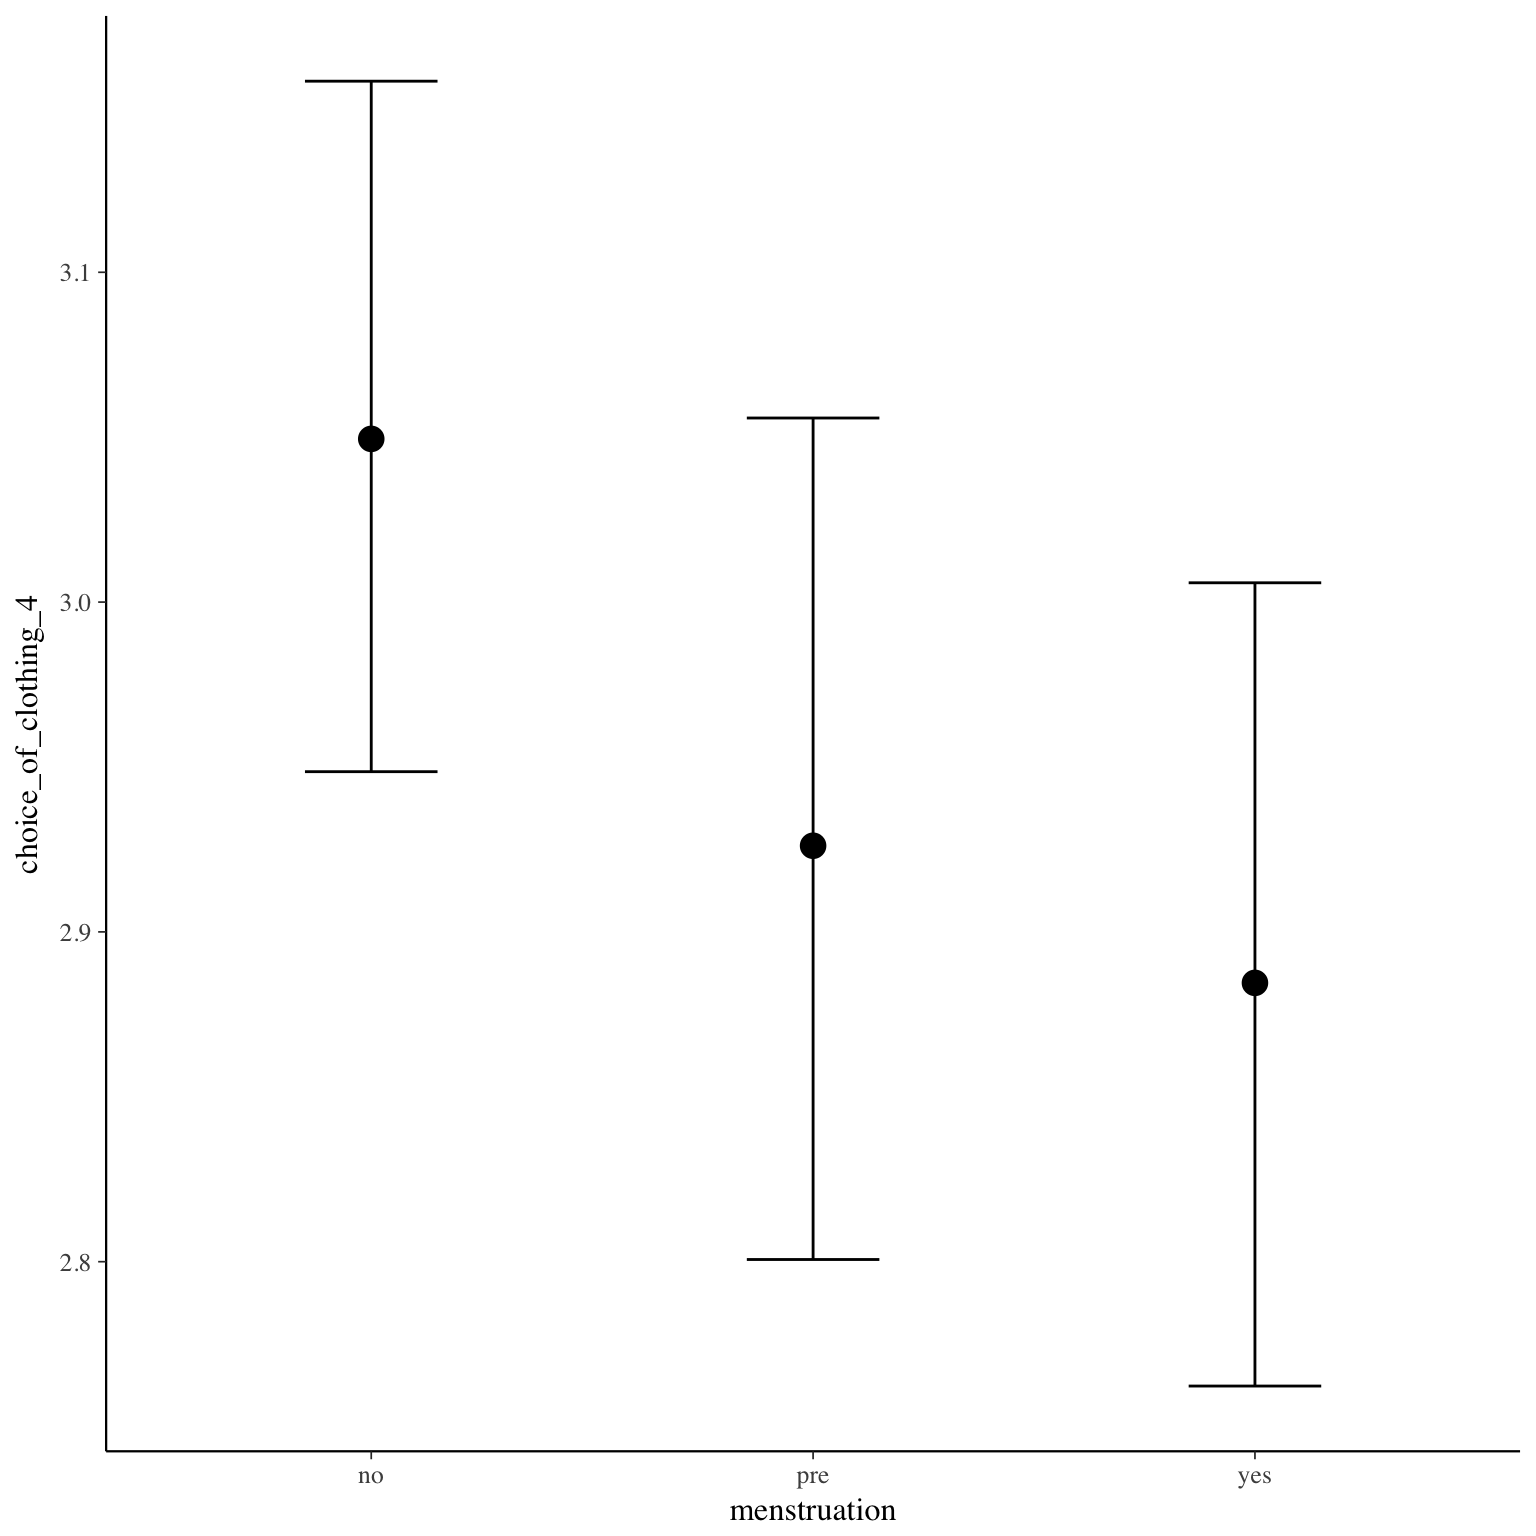 choice_of_clothing_4
3.1
3.0
2.9
2.8
no
pre
yes
menstruation